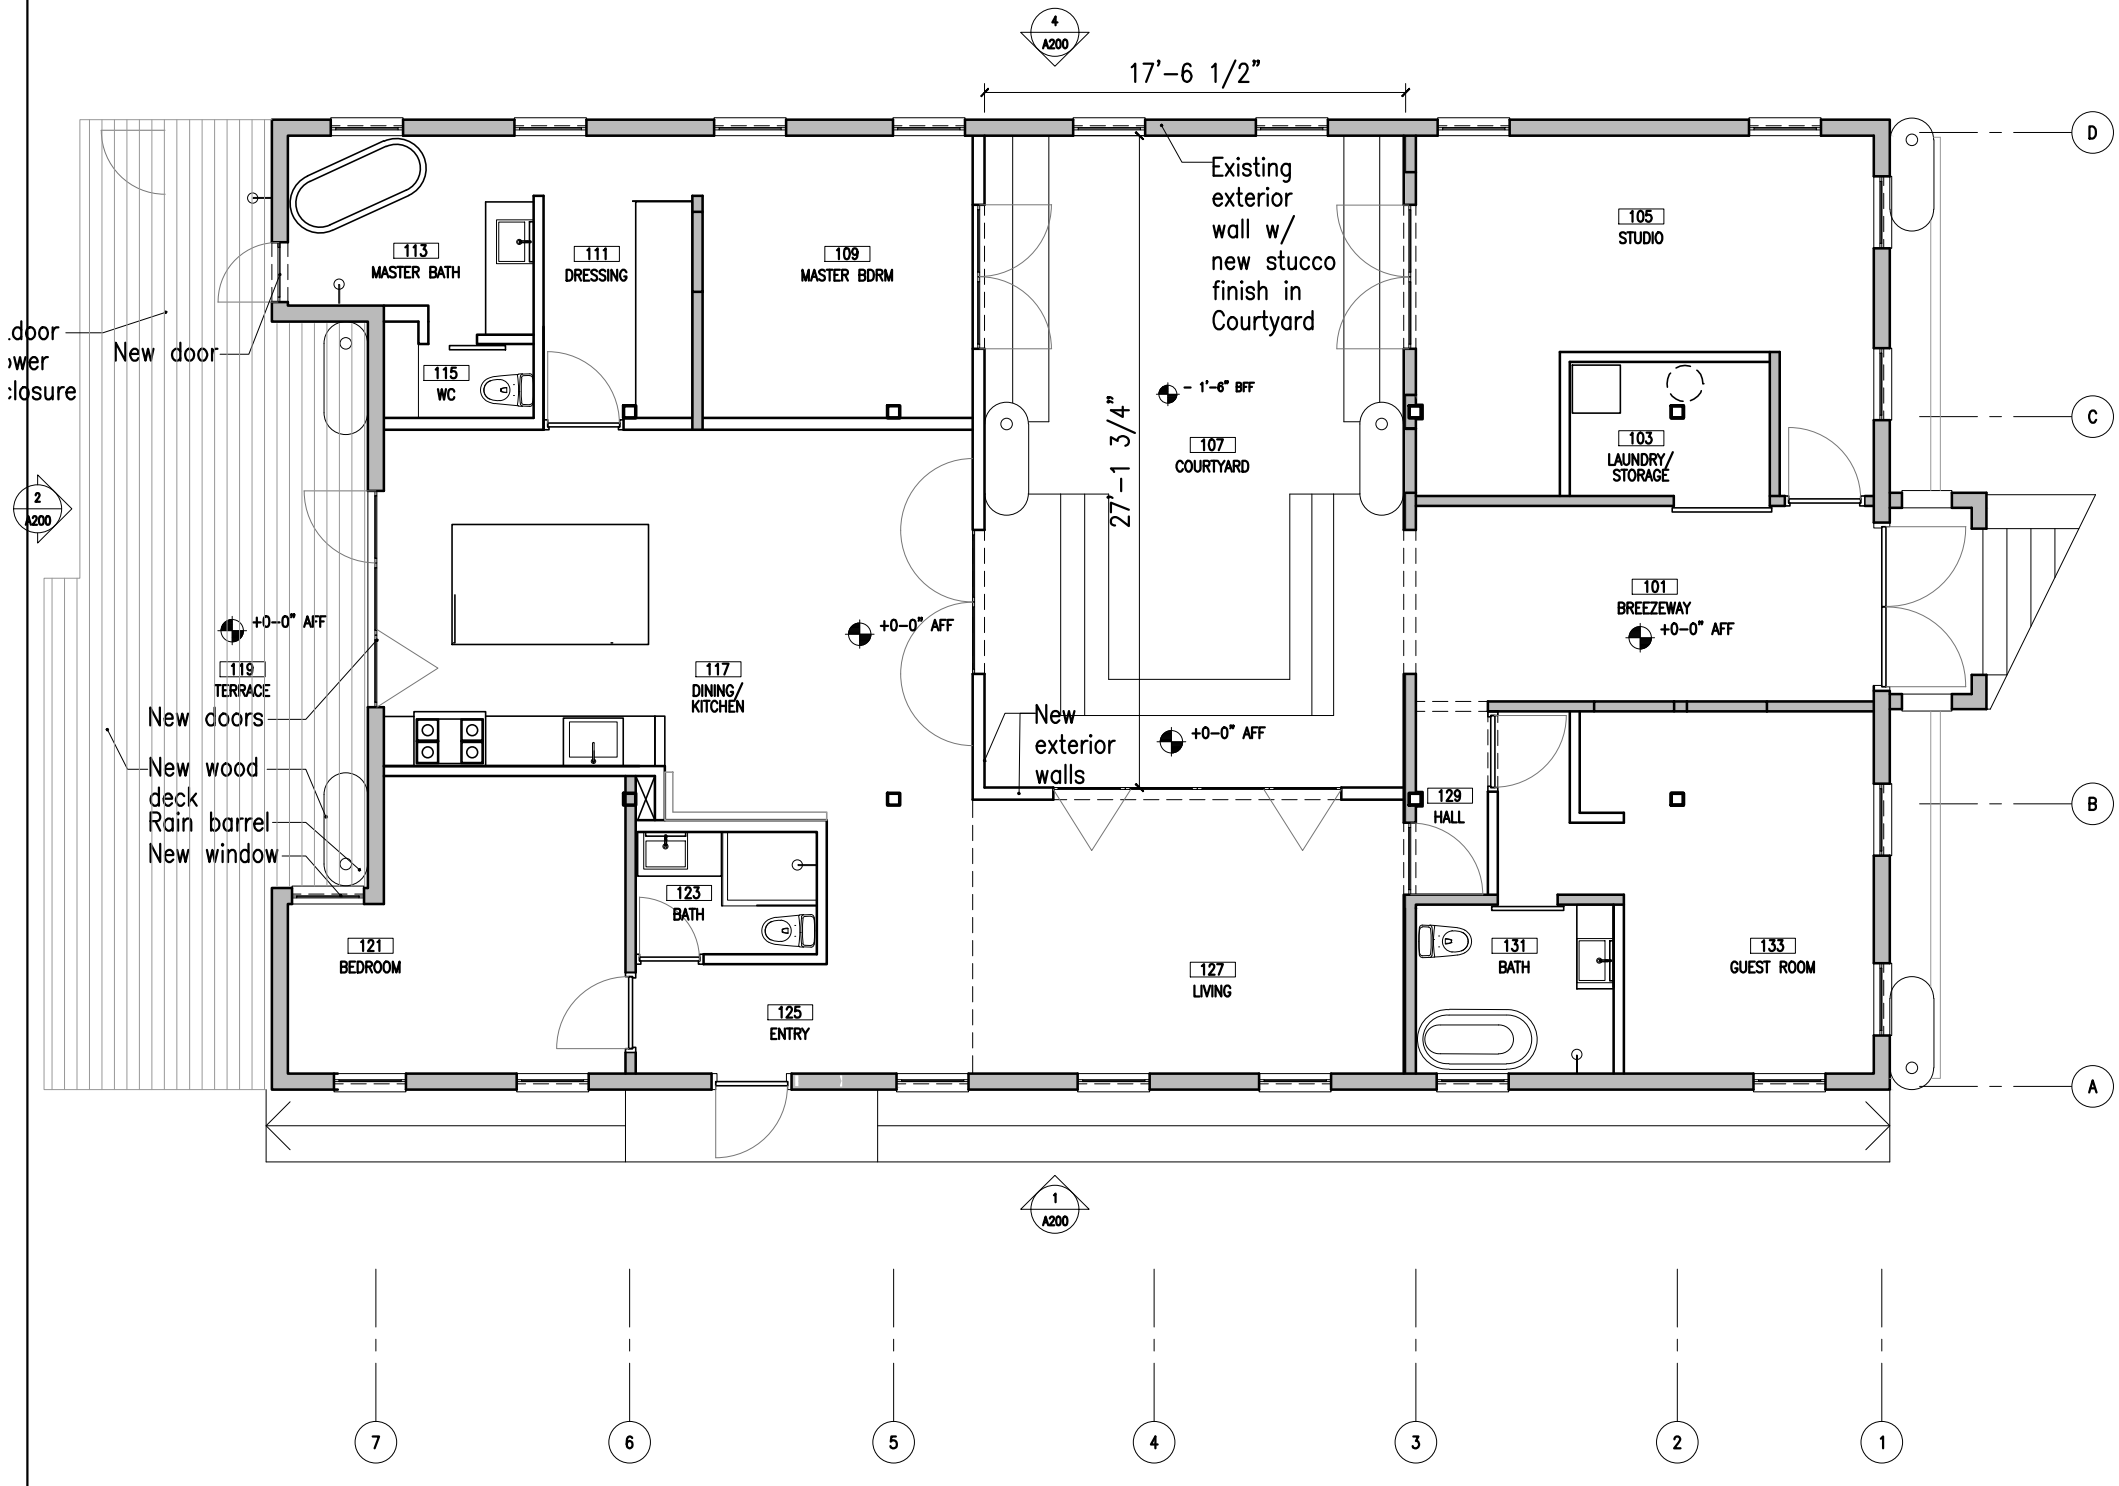 4
A200
17'-6 1/2"
D
Existing
exterior
wall w/
new stucco
finish in
Courtyard
105
STUDIO
113
MASTER BATH
111
DRESSING
109
MASTER BDRM
door
New door
closure
115
WC
- 1'-6" BFF
27'-1 3/4"
C
107
COURTYARD
103
LAUNDRY/
STORAGE
2
A200
101
BREEZEWAY
+0-0" AFF
+0-0" AFF
+0-0" AFF
119
TERRACE
117
DINING/
KITCHEN
New doors
New
exterior
walls
+0-0" AFF
New wood
deck
Rain barrel
New window
129
HALL
B
123
BATH
121
BEDROOM
127
LIVING
131
BATH
133
GUEST ROOM
125
ENTRY
A
1
A200
7
6
5
4
3
2
1